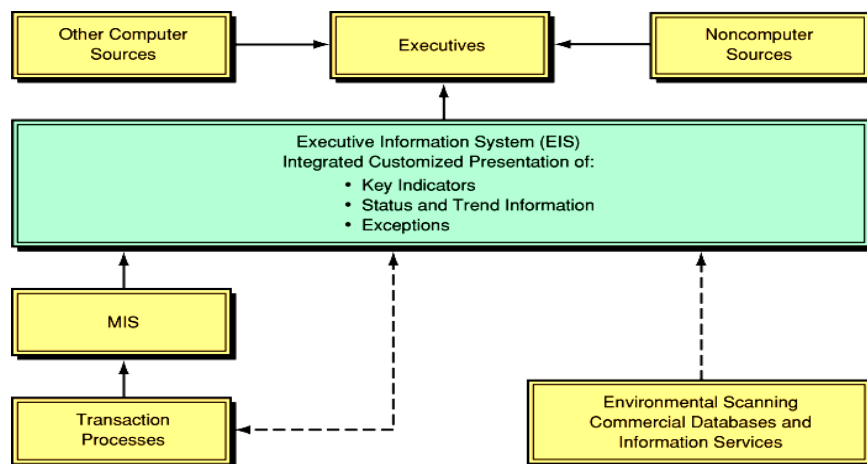 Other Computer
Sources
Executives
Noncomputer
Sources
Executive Information System (EIS)
Integrated Customized Presentation of:
• Key Indicators
• Status and Trend Information
• Exceptions
MIS
Transaction
Processes
Environmental Scanning
Commercial Databases and
Information Services